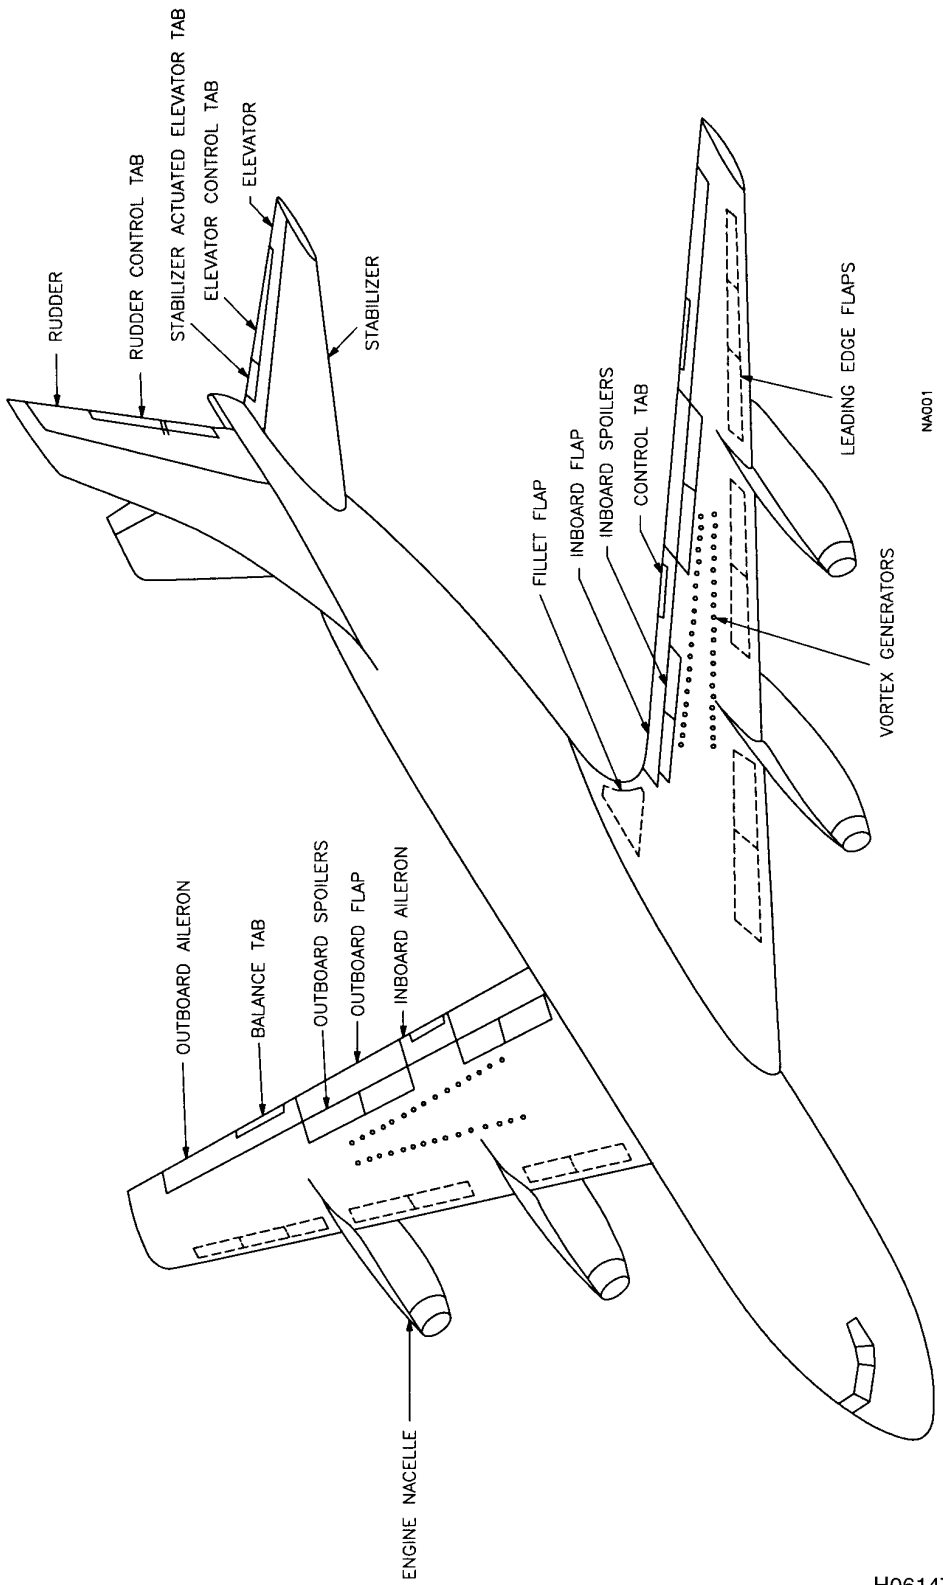 RUDDER
RUDDER CONTROL TAB
STABILIZER ACTUATED ELEVATOR TAB
ELEVATOR CONTROL TAB
ELEVATOR
STABILIZER
OUTBOARD AILERON
BALANCE TAB
OUTBOARD SPOILERS
OUTBOARD FLAP
INBOARD AILERON
FILLET FLAP
INBOARD FLAP
INBOARD SPOILERS
CONTROL TAB
ENGINE NACELLE
VORTEX GENERATORS
LEADING EDGE FLAPS
NA001